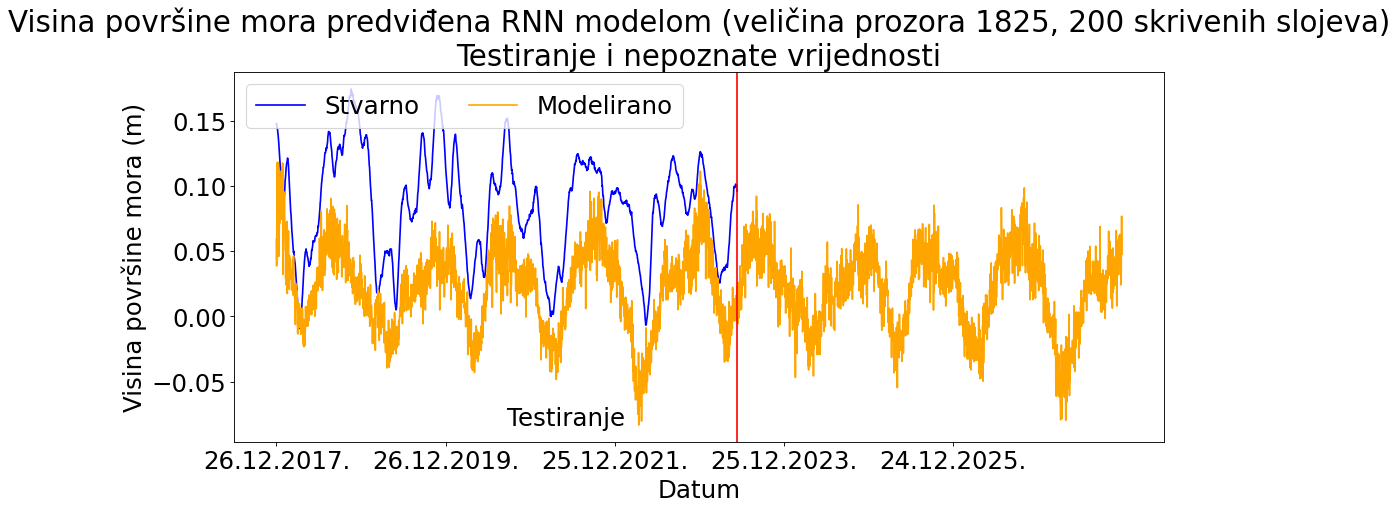 Visina površine mora predviđena RNN modelom (veličina prozora 1825, 200 skrivenih slojeva)
Testiranje i nepoznate vrijednosti
Stvarno
Modelirano
Visina površine mora (m)
0.15
0.10
0.05
0.00
−0.05
Testiranje
26.12.2017.
26.12.2019.
25.12.2021.
25.12.2023.
24.12.2025.
Datum